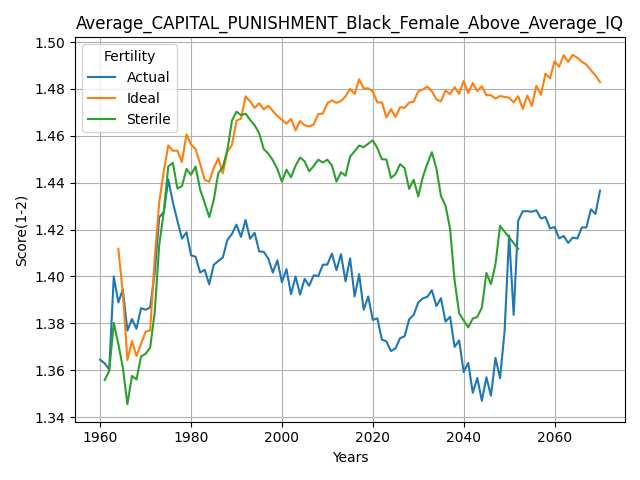 Average_CAPITAL_PUNISHMENT_Black_Female_Above_Average_IQ
Fertility
Actual
Ideal
Sterile
Score(1-2)
1.50
1.48
1.46
1.44
1.42
1.40
1.38
1.36
1.34
1960
1980
2000
2020
2040
2060
Years